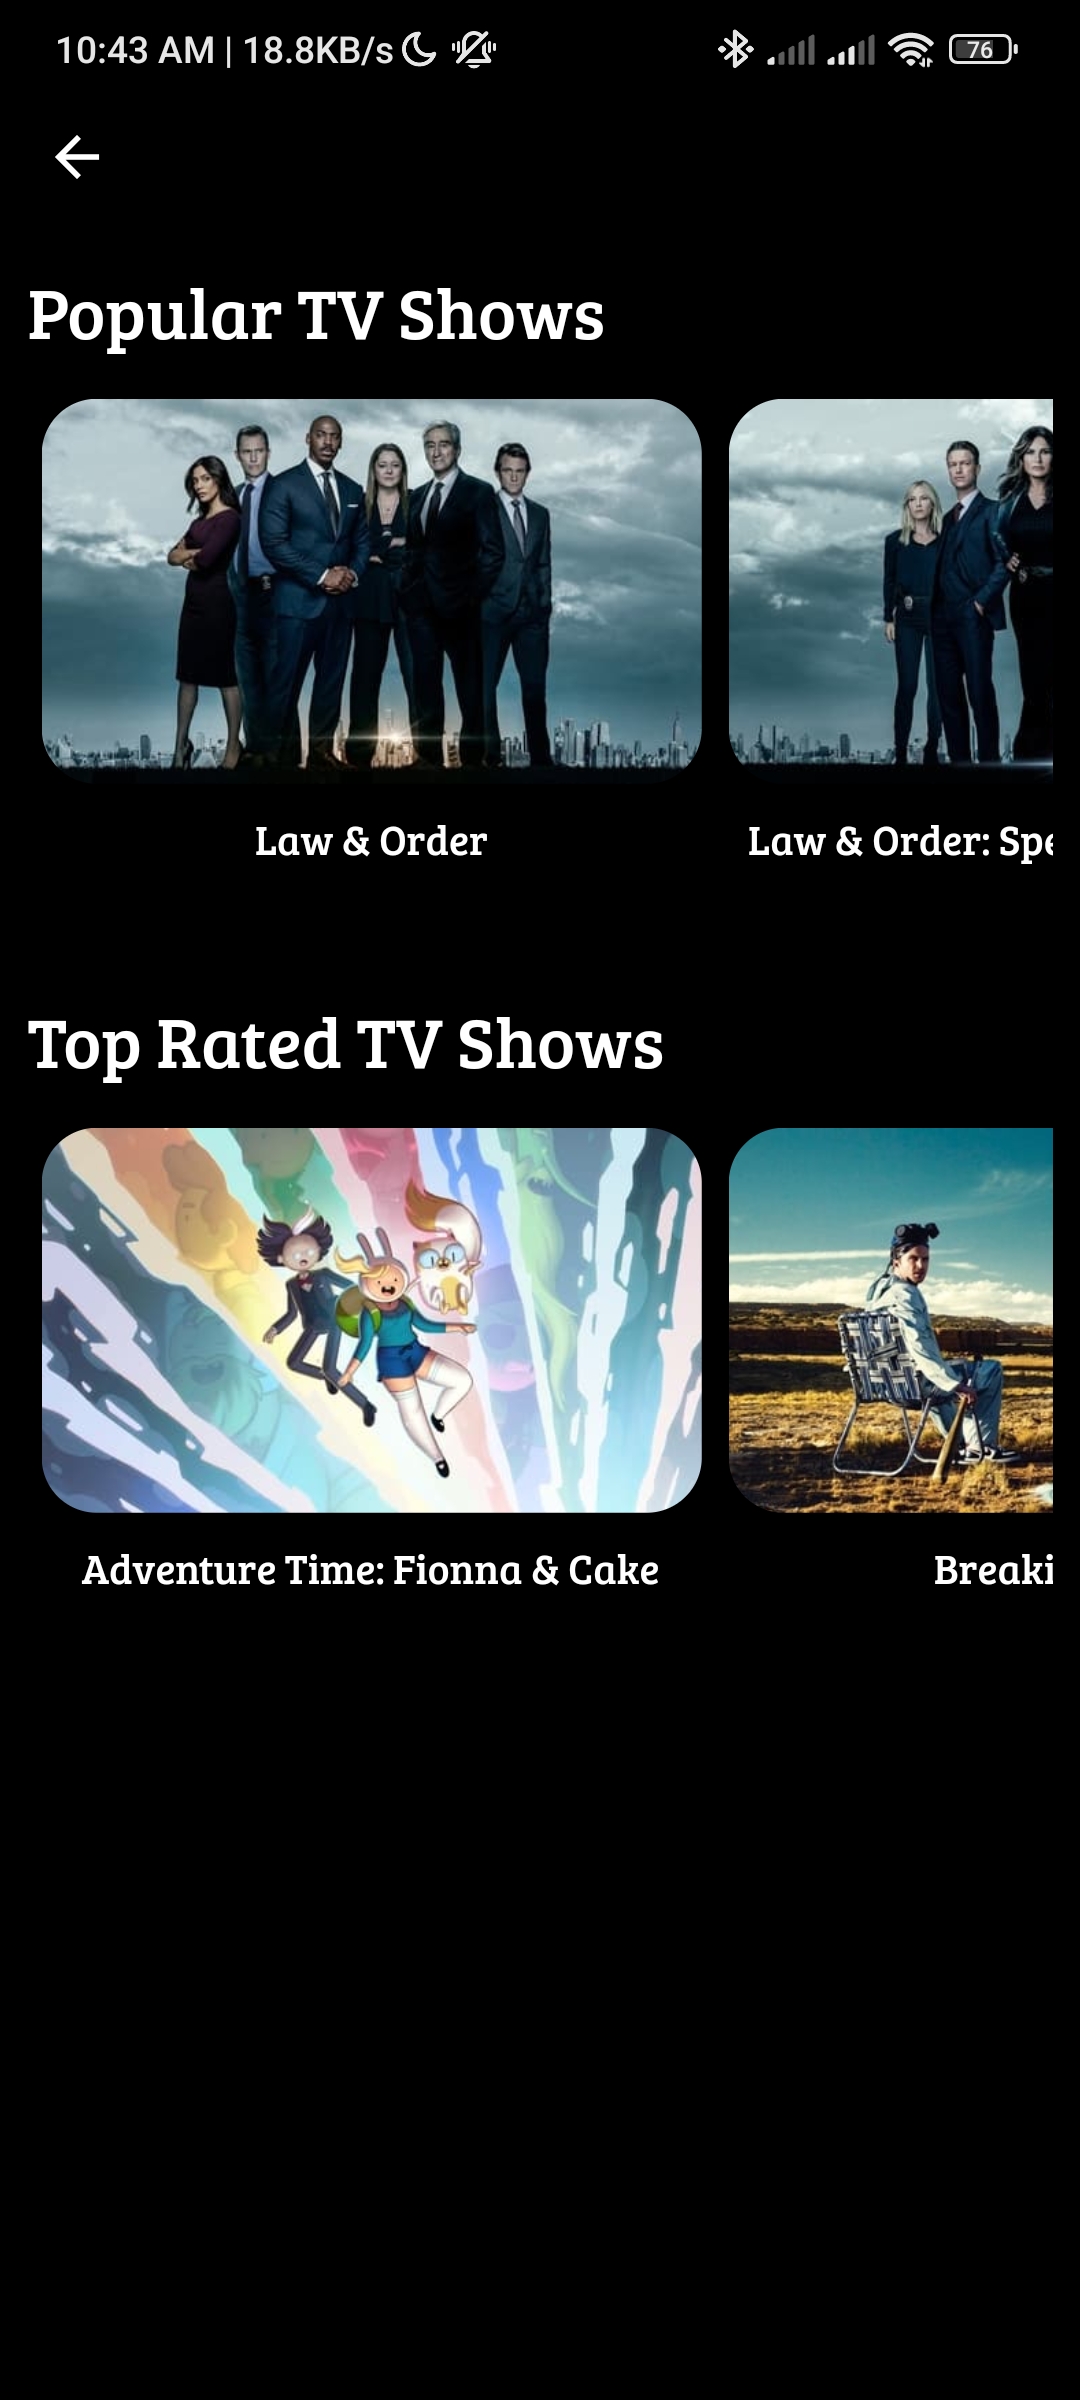 10:43 AM | 18.8KB/s
76
Popular TV Shows
Law & Order
Law & Order: Spe
Top Rated TV Shows
Adventure Time: Fionna & Cake
Breaki